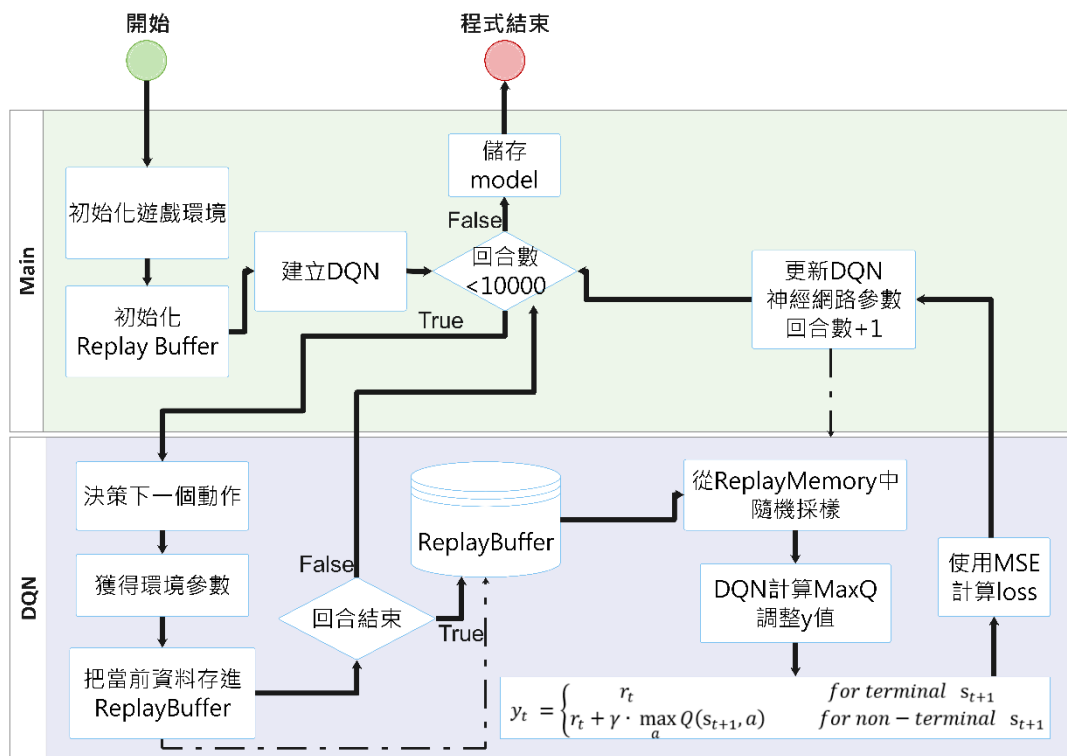 開始
程式結束
Main
儲存
model
False
初始化遊戲環境
建立DQN
回合數
<10000
更新DQN
神經網路參數
回合數+1
初始化
Replay Buffer
True
DQN
決策下一個動作
獲得環境參數
把當前資料存進
ReplayBuffer
False
回合結束
True
ReplayBuffer
從ReplayMemory中
隨機採樣
DQN計算MaxQ
調整y值
使用MSE
計算loss
y_t = { r_t for terminal s_{t+1}
r_t + γ · max_a Q(s_{t+1}, a) for non − terminal s_{t+1}